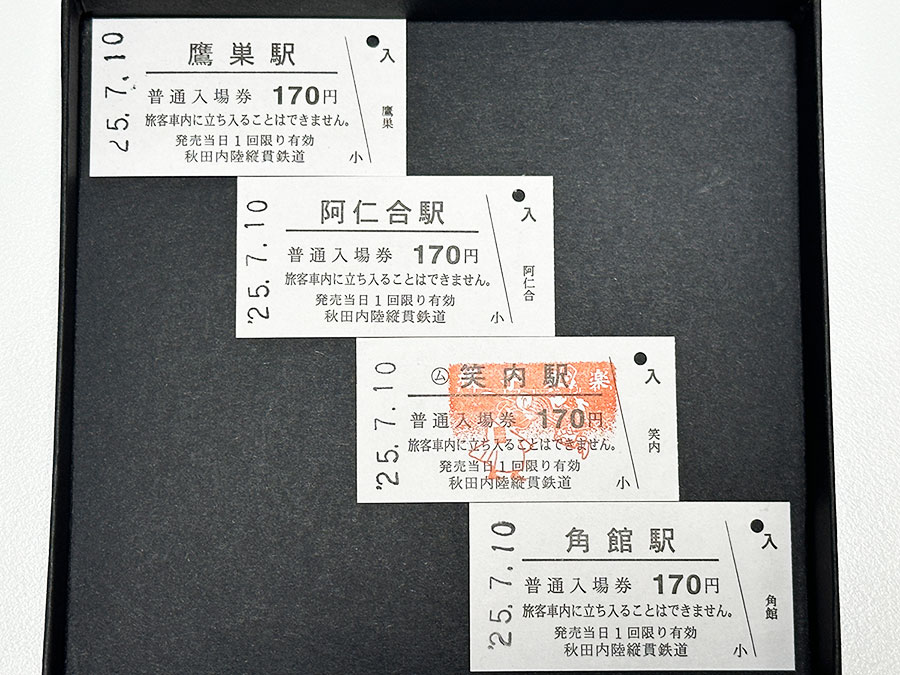 '25.7.10
鷹巣駅
普通入場券 170円
旅客車内に立ち入ることはできません。
発売当日1回限り有効
秋田内陸縦貫鉄道
小
入
鷹巣
'25.7.10
阿仁合駅
普通入場券 170円
旅客車内に立ち入ることはできません。
発売当日1回限り有効
秋田内陸縦貫鉄道
小
入
阿仁合
'25.7.10
㋰笑内駅
楽
普通入場券 170円
旅客車内に立ち入ることはできません。
発売当日1回限り有効
秋田内陸縦貫鉄道
小
入
笑内
'25.7.10
角館駅
普通入場券 170円
旅客車内に立ち入ることはできません。
発売当日1回限り有効
秋田内陸縦貫鉄道
小
入
角館